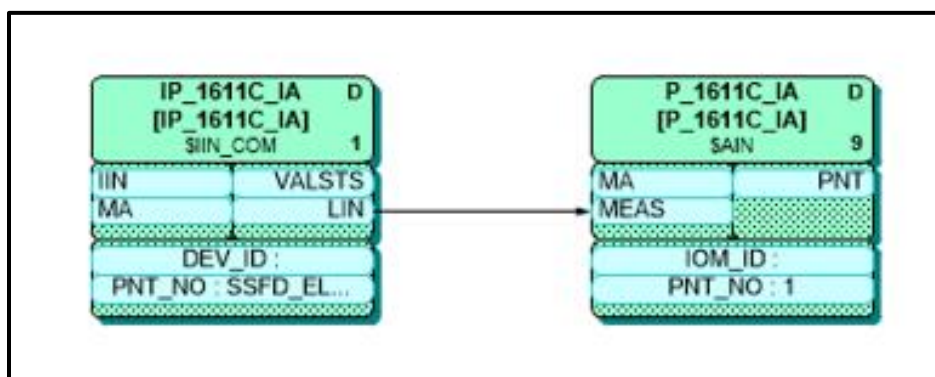 IP_1611C_IA D
[IP_1611C_IA]
$IIN_COM 1
IIN VALSTS
MA LIN
DEV_ID :
PNT_NO : SSFD_EL...
P_1611C_IA D
[P_1611C_IA]
$AIN 9
MA PNT
MEAS
IOM_ID :
PNT_NO : 1